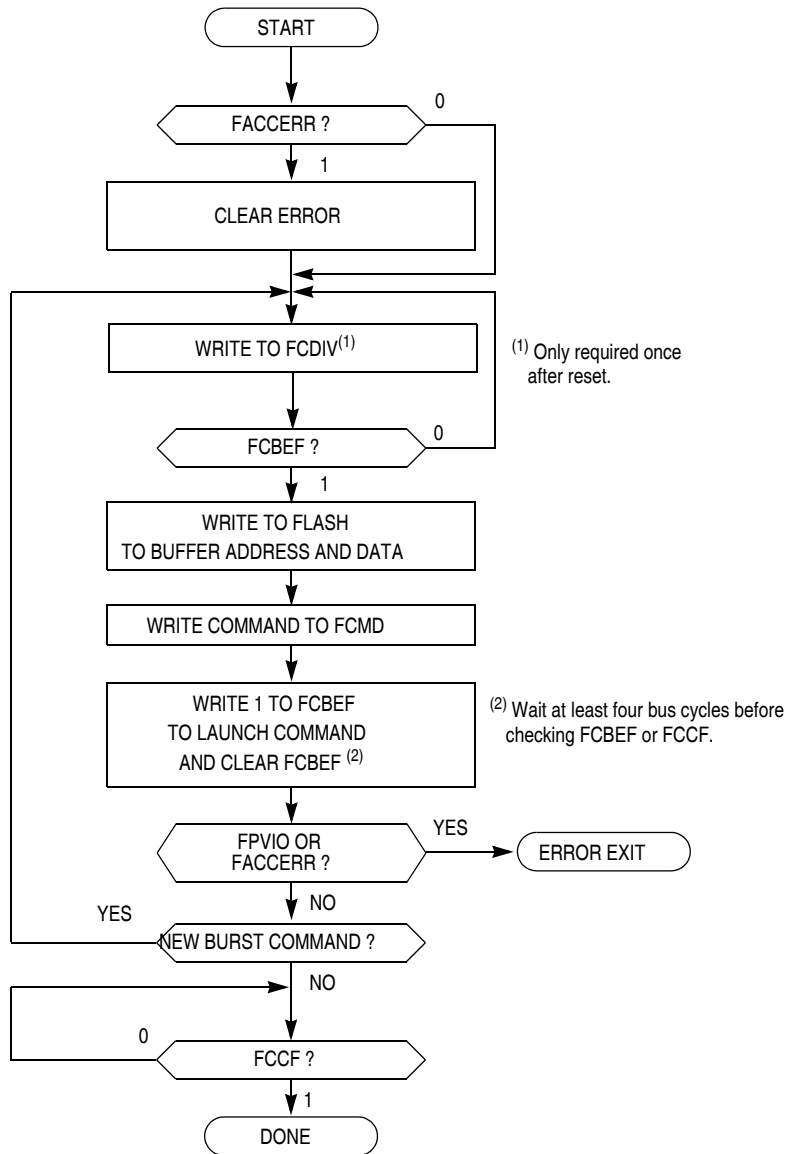 START
0
FACCERR ?
1
CLEAR ERROR
WRITE TO FCDIV(1)
(1) Only required once
after reset.
0
FCBEF ?
1
WRITE TO FLASH
TO BUFFER ADDRESS AND DATA
WRITE COMMAND TO FCMD
WRITE 1 TO FCBEF
TO LAUNCH COMMAND
AND CLEAR FCBEF (2)
(2) Wait at least four bus cycles before
checking FCBEF or FCCF.
FPVIO OR
FACCERR ?
YES
ERROR EXIT
NO
YES
NEW BURST COMMAND ?
NO
0
FCCF ?
1
DONE